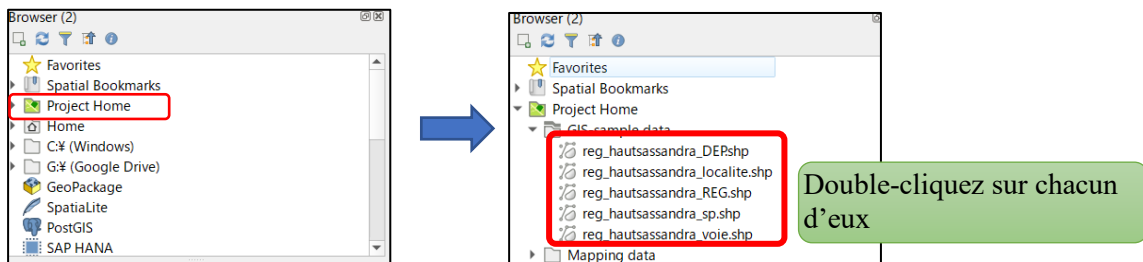 Browser (2)
Favorites
Spatial Bookmarks
Project Home
Home
C:¥ (Windows)
G:¥ (Google Drive)
GeoPackage
SpatiaLite
PostGIS
SAP HANA
Browser (2)
Favorites
Spatial Bookmarks
Project Home
GIS-sample data
reg_hautsassandra_DEP.shp
reg_hautsassandra_localite.shp
reg_hautsassandra_REG.shp
reg_hautsassandra_sp.shp
reg_hautsassandra_voie.shp
Mapping data
Double-cliquez sur chacun
d'eux